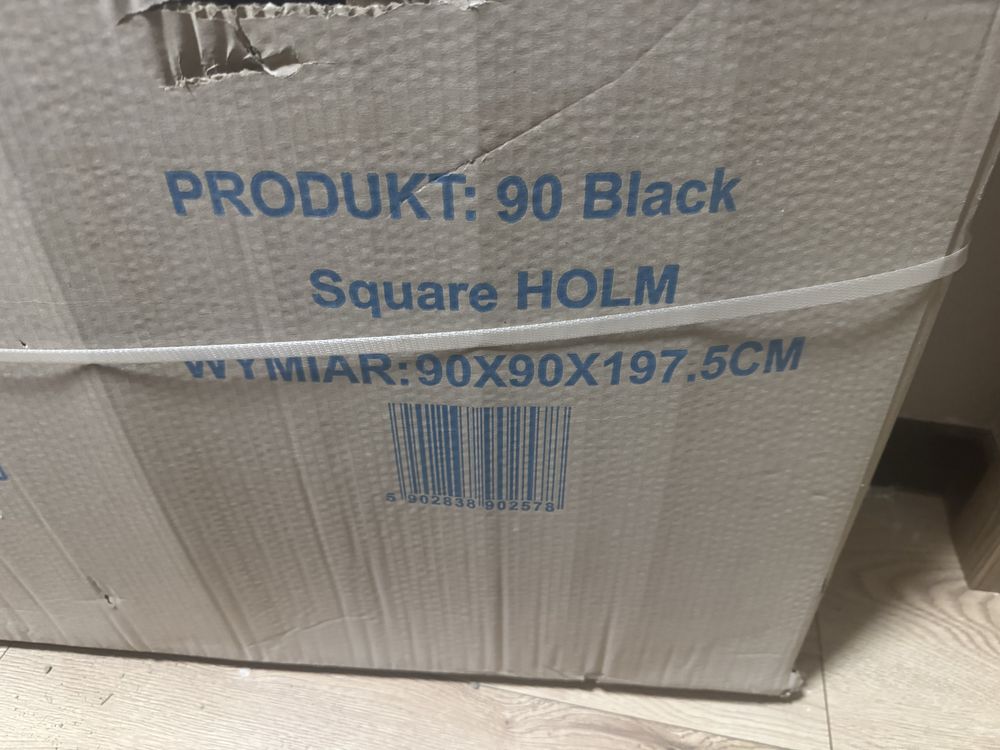 PRODUKT: 90 Black
Square HOLM
WYMIAR:90X90X197.5CM
5 902838 902578